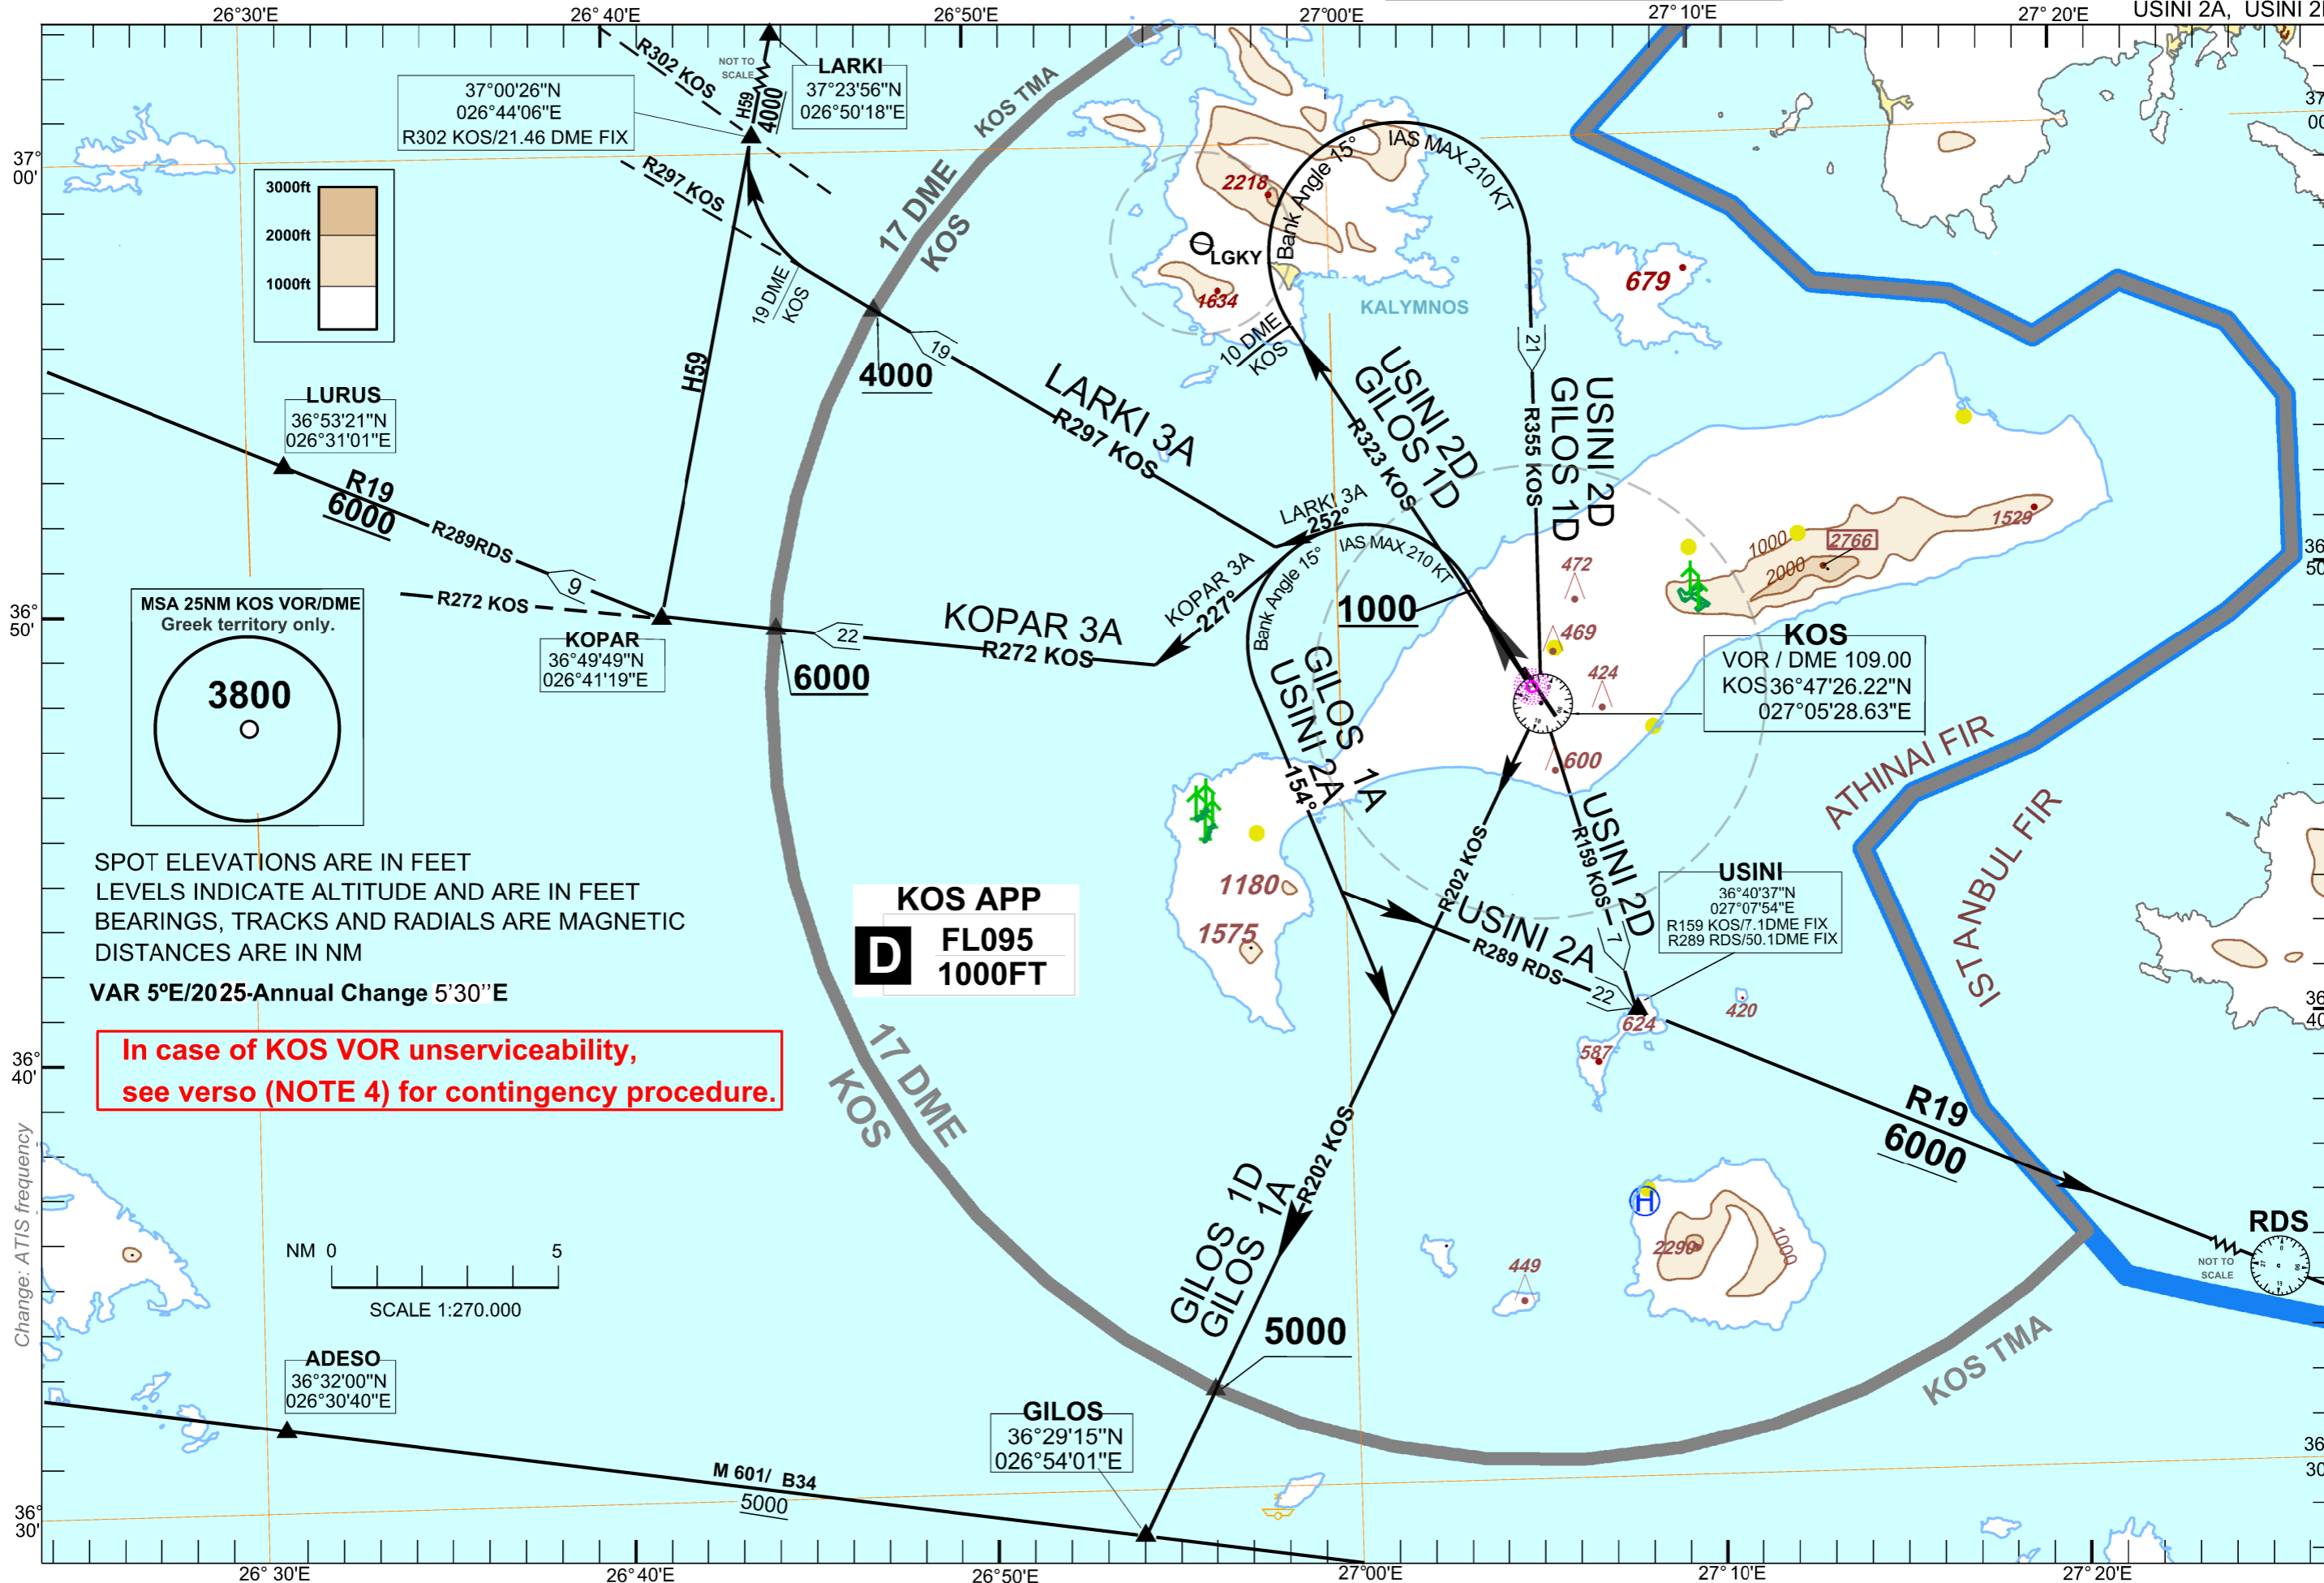 26°30'E
26°40'E
26°50'E
27°00'E
27°10'E
27°20'E
USINI 2A, USINI 2
R302 KOS
NOT TO
SCALE
H59
4000
LARKI
37°23'56"N
026°50'18"E
37°00'26"N
026°44'06"E
R302 KOS/21.46 DME FIX
KOS TMA
37°
00'
37
00
3000ft
2000ft
1000ft
R297 KOS
17 DME
KOS
19 DME
KOS
2218
LGKY
1634
Bank Angle 15°
IAS MAX 210 KT
KALYMNOS
679
10 DME
KOS
21
19
4000
H59
LARKI 3A
R297 KOS
USINI 2D
GILOS 1D
R323 KOS
USINI 2D
GILOS 1D
R355 KOS
LURUS
36°53'21"N
026°31'01"E
R19
6000
R289RDS
9
LARKI 3A
252°
KOPAR 3A
227°
Bank Angle 15°
IAS MAX 210 KT
1000
472
469
424
600
1000
2000
2766
1529
36
50
36°
50'
MSA 25NM KOS VOR/DME
Greek territory only.
3800
R272 KOS
KOPAR
36°49'49"N
026°41'19"E
22
KOPAR 3A
R272 KOS
6000
KOS
VOR / DME 109.00
KOS36°47'26.22"N
027°05'28.63"E
GILOS 1A
USINI 2A
154°
ATHINAI FIR
ISTANBUL FIR
SPOT ELEVATIONS ARE IN FEET
LEVELS INDICATE ALTITUDE AND ARE IN FEET
BEARINGS, TRACKS AND RADIALS ARE MAGNETIC
DISTANCES ARE IN NM
VAR 5ºE/2025-Annual Change 5'30''E
KOS APP
D
FL095
1000FT
1180
1575
R202 KOS
USINI 2D
R159 KOS
7
USINI 2A
R289 RDS
22
USINI
36°40'37"N
027°07'54"E
R159 KOS/7.1DME FIX
R289 RDS/50.1DME FIX
624
587
420
36
40
36°
40'
In case of KOS VOR unserviceability,
see verso (NOTE 4) for contingency procedure.
17 DME
KOS
R19
6000
R202 KOS
GILOS 1D
GILOS 1A
5000
H
2290
1000
449
RDS
NOT TO
SCALE
KOS TMA
Change: ATIS frequency
NM 0
5
SCALE 1:270.000
ADESO
36°32'00"N
026°30'40"E
M 601/ B34
5000
GILOS
36°29'15"N
026°54'01"E
36°
30'
36
30
26°30'E
26°40'E
26°50'E
27°00'E
27°10'E
27°20'E